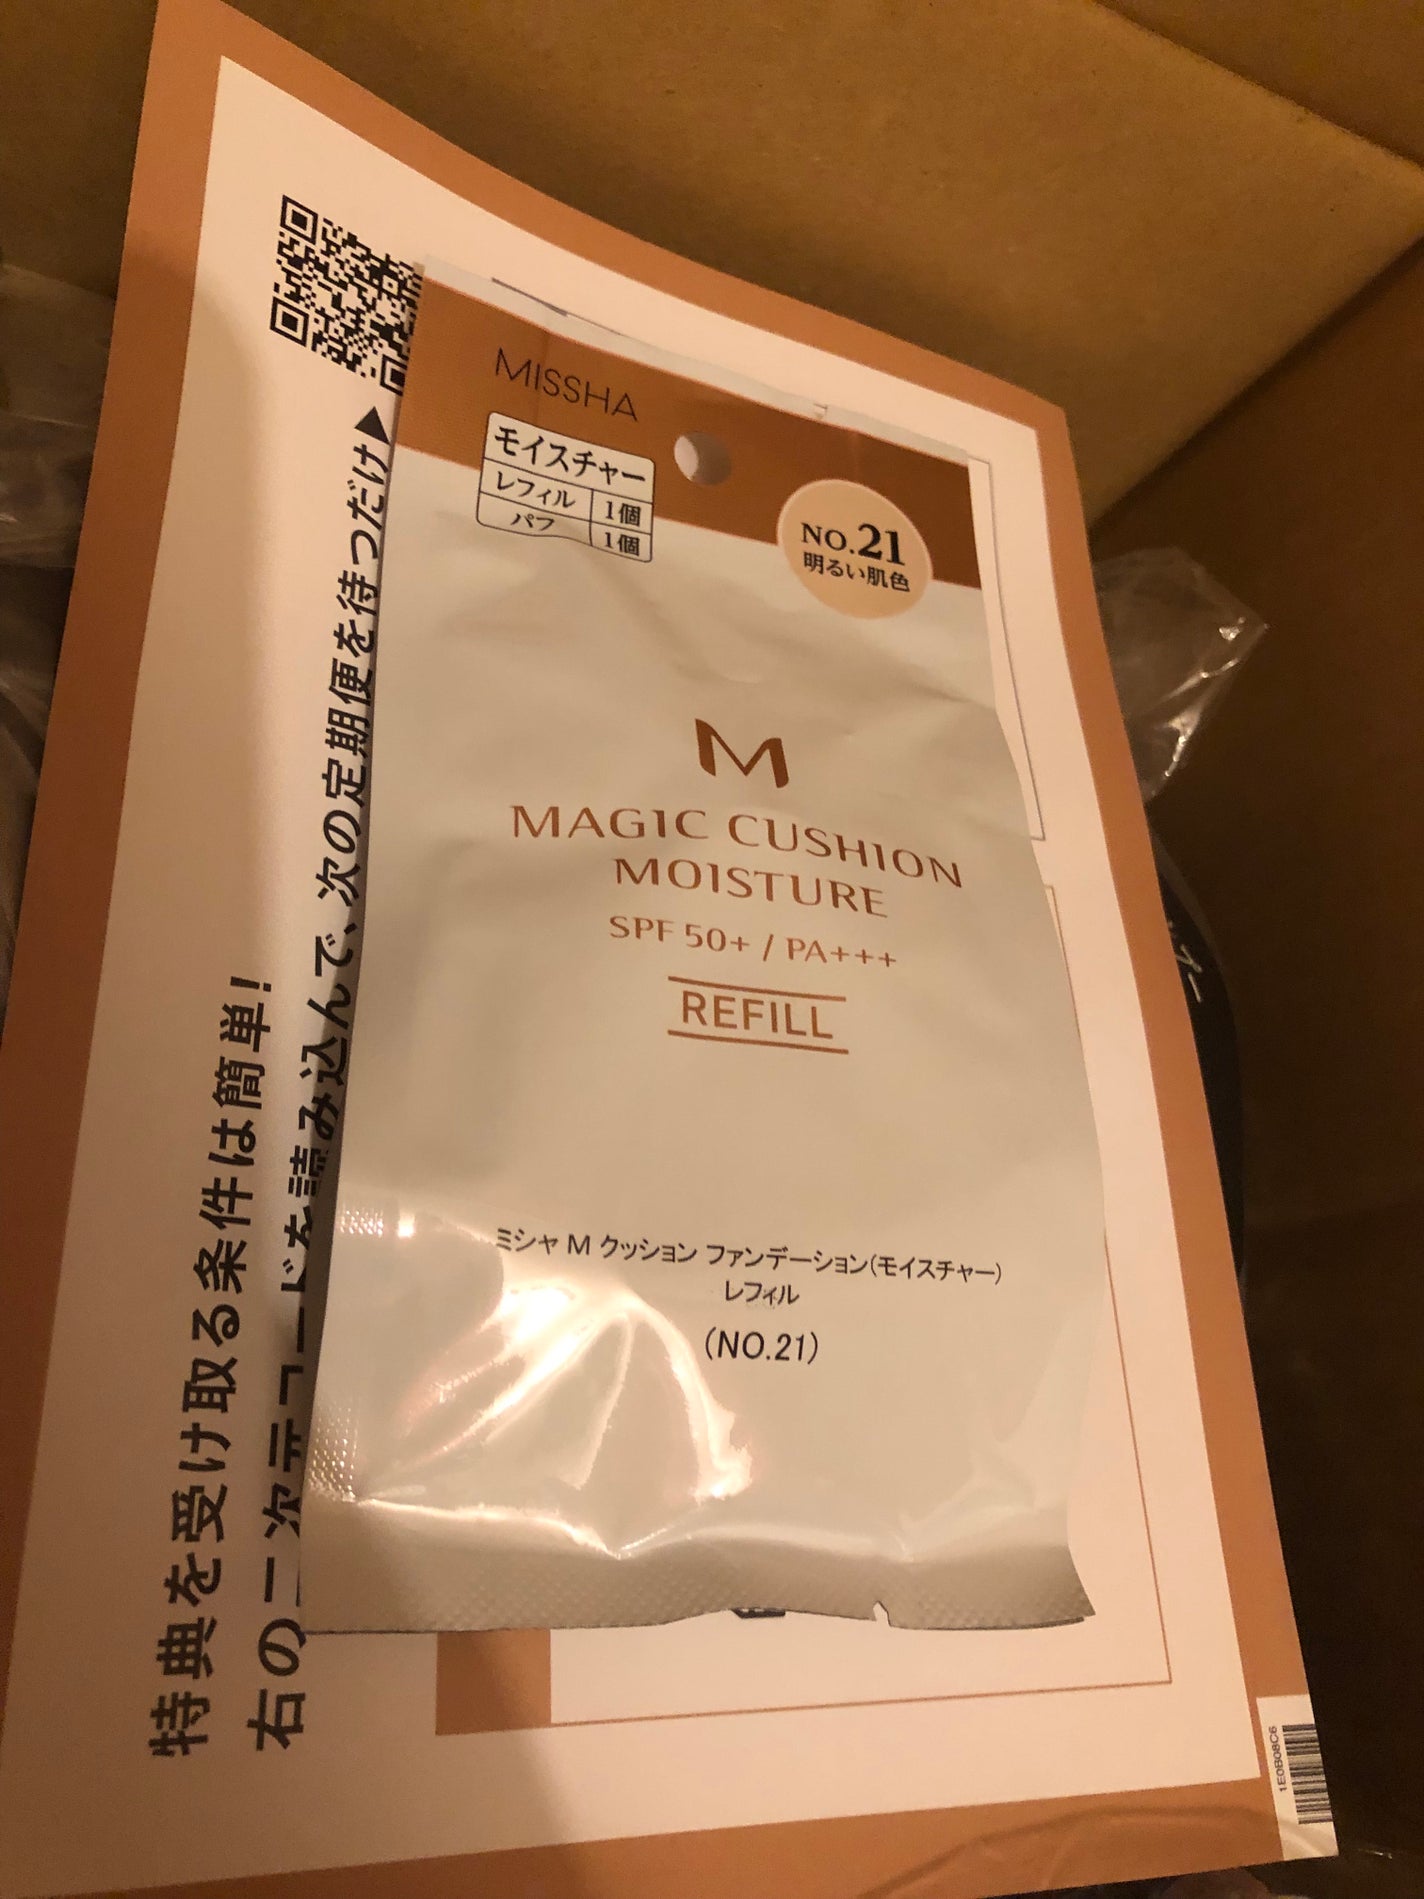 MISSHA
モイスチャー
レフィル 1個
パフ 1個
NO.21
明るい肌色
M
MAGIC CUSHION
MOISTURE
SPF 50+ / PA+++
REFILL
ミシャ M クッション ファンデーション(モイスチャー)
レフィル
(NO.21)
特典を受け取る条件は簡単!
右の二次元コードを読み込んで、次の定期便を待つだけ▶
1E0B08C6